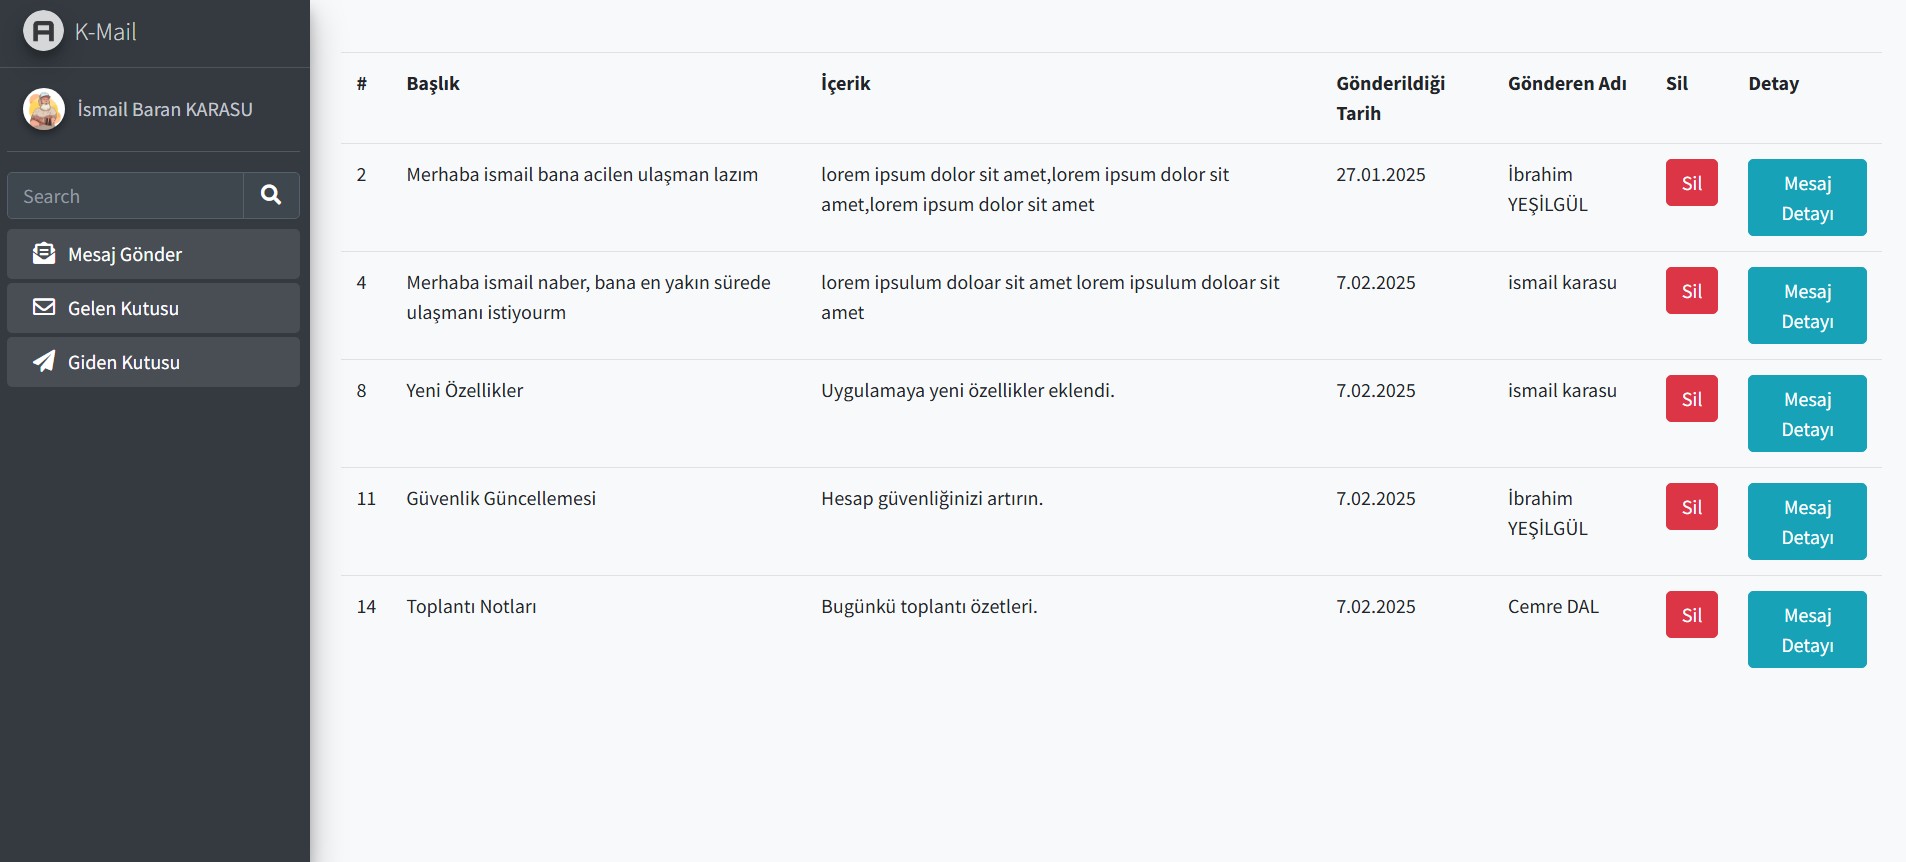 K-Mail
İsmail Baran KARASU
Search
Mesaj Gönder
Gelen Kutusu
Giden Kutusu
# Başlık İçerik Gönderildiği Tarih Gönderen Adı Sil Detay
2 Merhaba ismail bana acilen ulaşman lazım lorem ipsum dolor sit amet,lorem ipsum dolor sit 27.01.2025 İbrahim Sil Mesaj
amet,lorem ipsum dolor sit amet YEŞİLGÜL Detayı
4 Merhaba ismail naber, bana en yakın sürede lorem ipsulum doloar sit amet lorem ipsulum doloar sit 7.02.2025 ismail karasu Sil Mesaj
ulaşmanı istiyourm amet Detayı
8 Yeni Özellikler Uygulamaya yeni özellikler eklendi. 7.02.2025 ismail karasu Sil Mesaj
Detayı
11 Güvenlik Güncellemesi Hesap güvenliğinizi artırın. 7.02.2025 İbrahim Sil Mesaj
YEŞİLGÜL Detayı
14 Toplantı Notları Bugünkü toplantı özetleri. 7.02.2025 Cemre DAL Sil Mesaj
Detayı